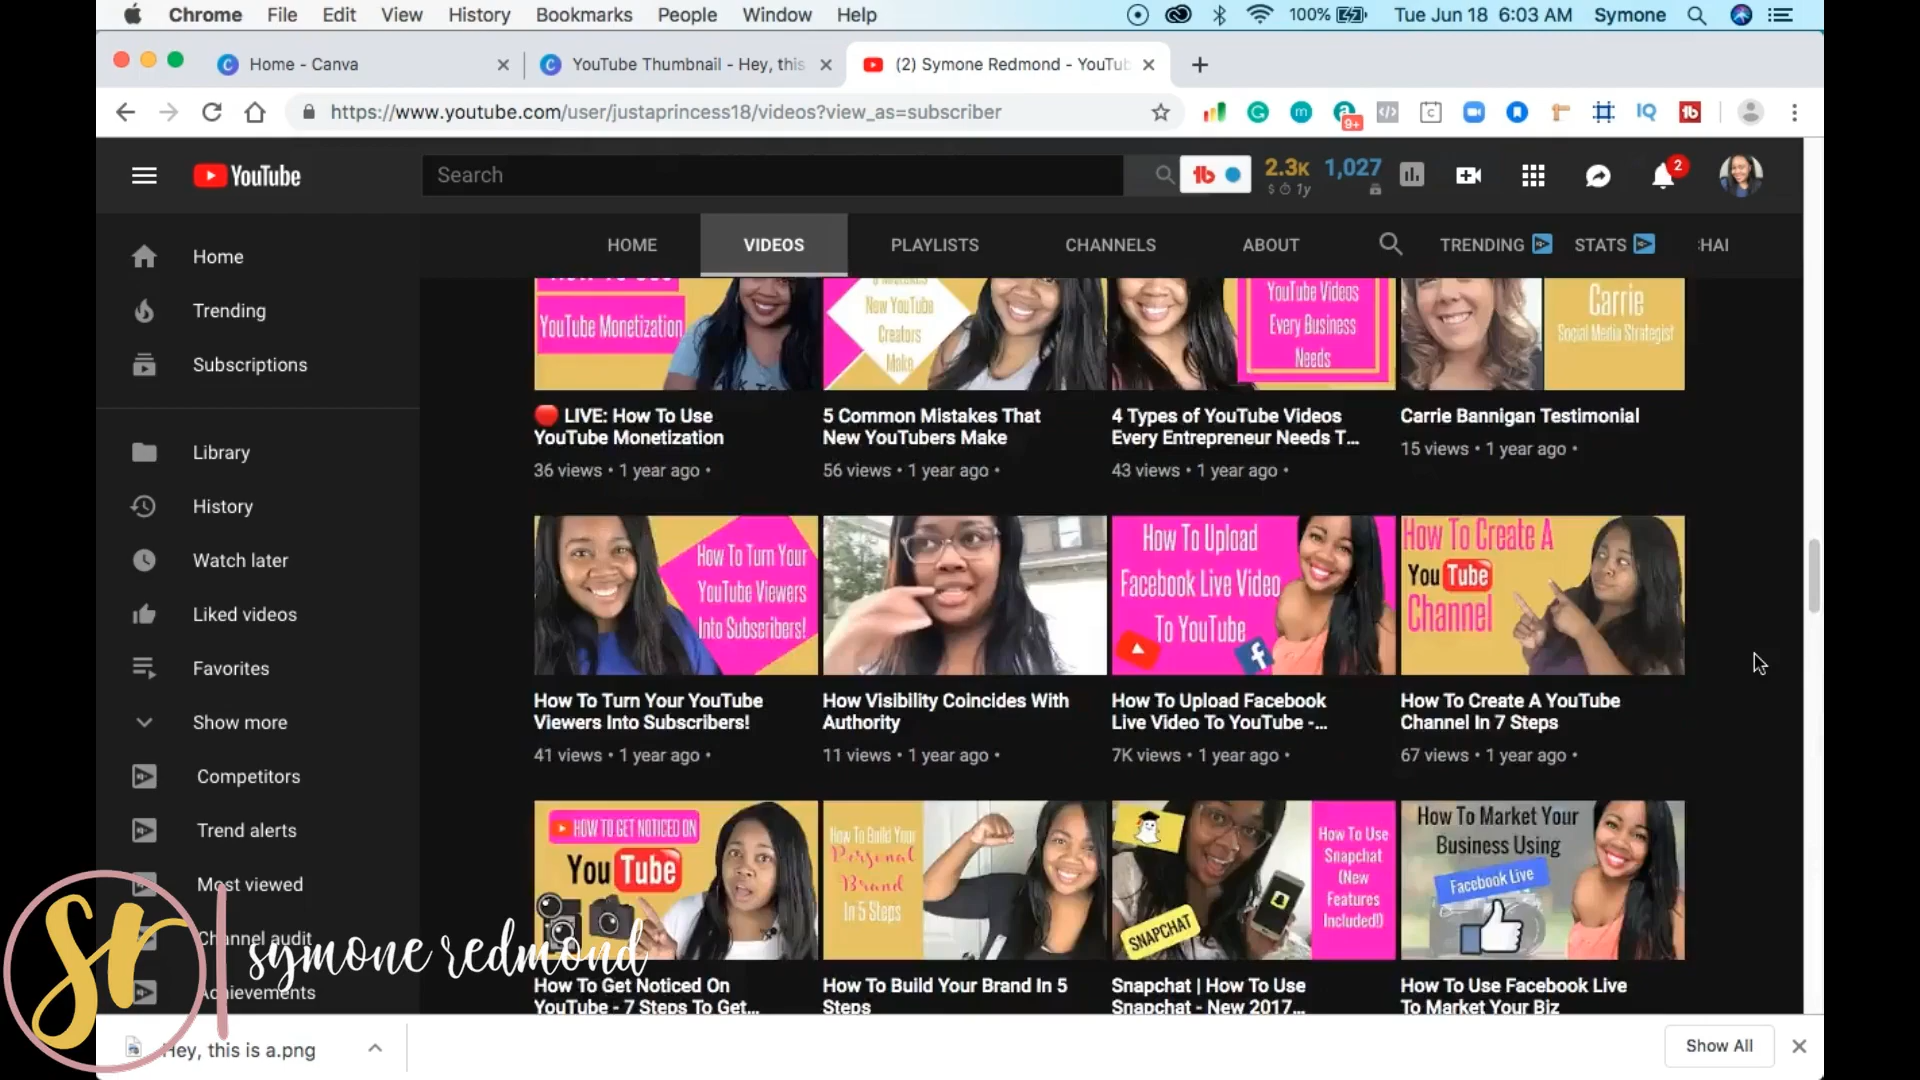 Chrome File Edit View History Bookmarks People Window Help 100% Tue Jun 18 6:03 AM Symone
Home - Canva
YouTube Thumbnail - Hey, this
(2) Symone Redmond - YouTub
https://www.youtube.com/user/justaprincess18/videos?view_as=subscriber
9+
IQ
YouTube
Search
2.3K
$ 1y
1,027
2
HOME VIDEOS PLAYLISTS CHANNELS ABOUT TRENDING STATS CHAI
Home
Trending
Subscriptions
Library
History
Watch later
Liked videos
Favorites
Show more
Competitors
Trend alerts
Most viewed
Channel audit
Achievements
YouTube Monetization
New YouTube
Creators
Make
YouTube Videos
Every Business
Needs
Carrie
Social Media Strategist
LIVE: How To Use
YouTube Monetization
36 views • 1 year ago •
5 Common Mistakes That
New YouTubers Make
56 views • 1 year ago •
4 Types of YouTube Videos
Every Entrepreneur Needs T...
43 views • 1 year ago •
Carrie Bannigan Testimonial
15 views • 1 year ago •
How To Turn Your
YouTube Viewers
Into Subscribers!
How To Upload
Facebook Live Video
To YouTube
How To Create A
YouTube
Channel
How To Turn Your YouTube
Viewers Into Subscribers!
41 views • 1 year ago •
How Visibility Coincides With
Authority
11 views • 1 year ago •
How To Upload Facebook
Live Video To YouTube -...
7K views • 1 year ago •
How To Create A YouTube
Channel In 7 Steps
67 views • 1 year ago •
HOW TO GET NOTICED ON
YouTube
How To Build Your
Personal
Brand
In 5 Steps
How To Use
Snapchat
(New
Features
Included!)
SNAPCHAT
How To Market Your
Business Using
Facebook Live
How To Get Noticed On
YouTube - 7 Steps To Get...
How To Build Your Brand In 5
Steps
Snapchat | How To Use
Snapchat - New 2017...
How To Use Facebook Live
To Market Your Biz
sr
symone redmond
Hey, this is a.png
Show All